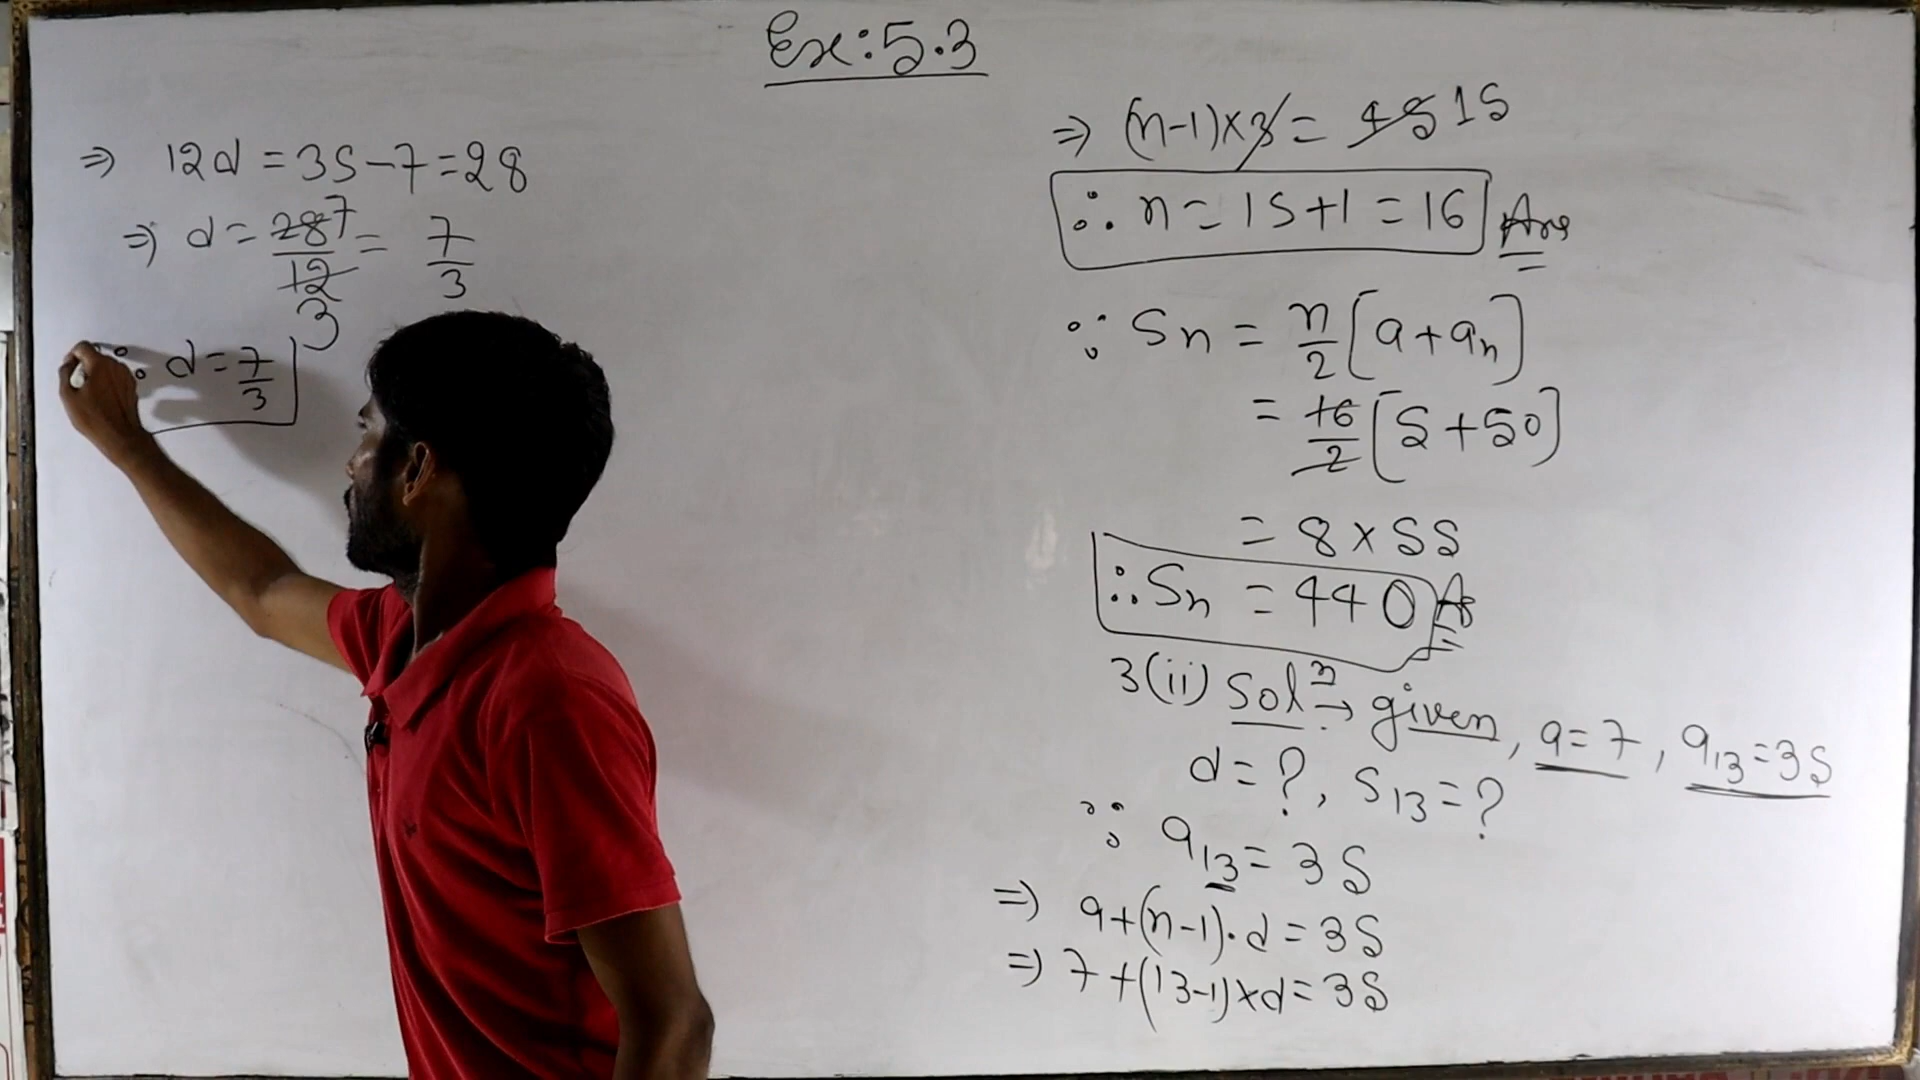 Ex:5.3
⇒ (n-1)×3 = 45 15
∴ n = 15+1 = 16 Ans
∵ Sn = n/2 [a+an]
= 16/2 [5+50]
= 8×55
∴ Sn = 440 A
3(ii) Solⁿ → given, a=7, a13=35
d=?, S13=?
∵ a13 = 35
⇒ a+(n-1)·d = 35
⇒ 7+(13-1)×d = 35
⇒ 12d = 35-7 = 28
⇒ d = 28 7/12 3 = 7/3
∴ d = 7/3